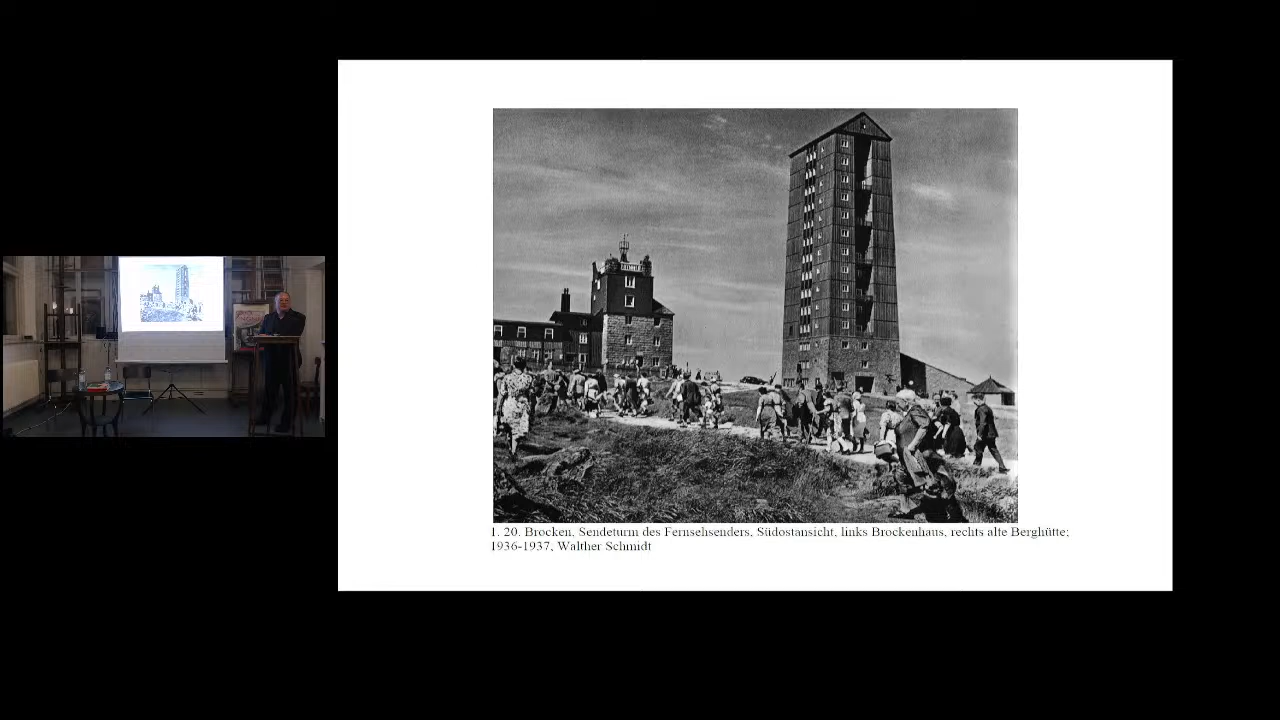 1. 20. Brocken, Sendeturm des Fernsehsenders, Südostansicht, links Brockenhaus, rechts alte Berghütte;
1936-1937, Walther Schmidt